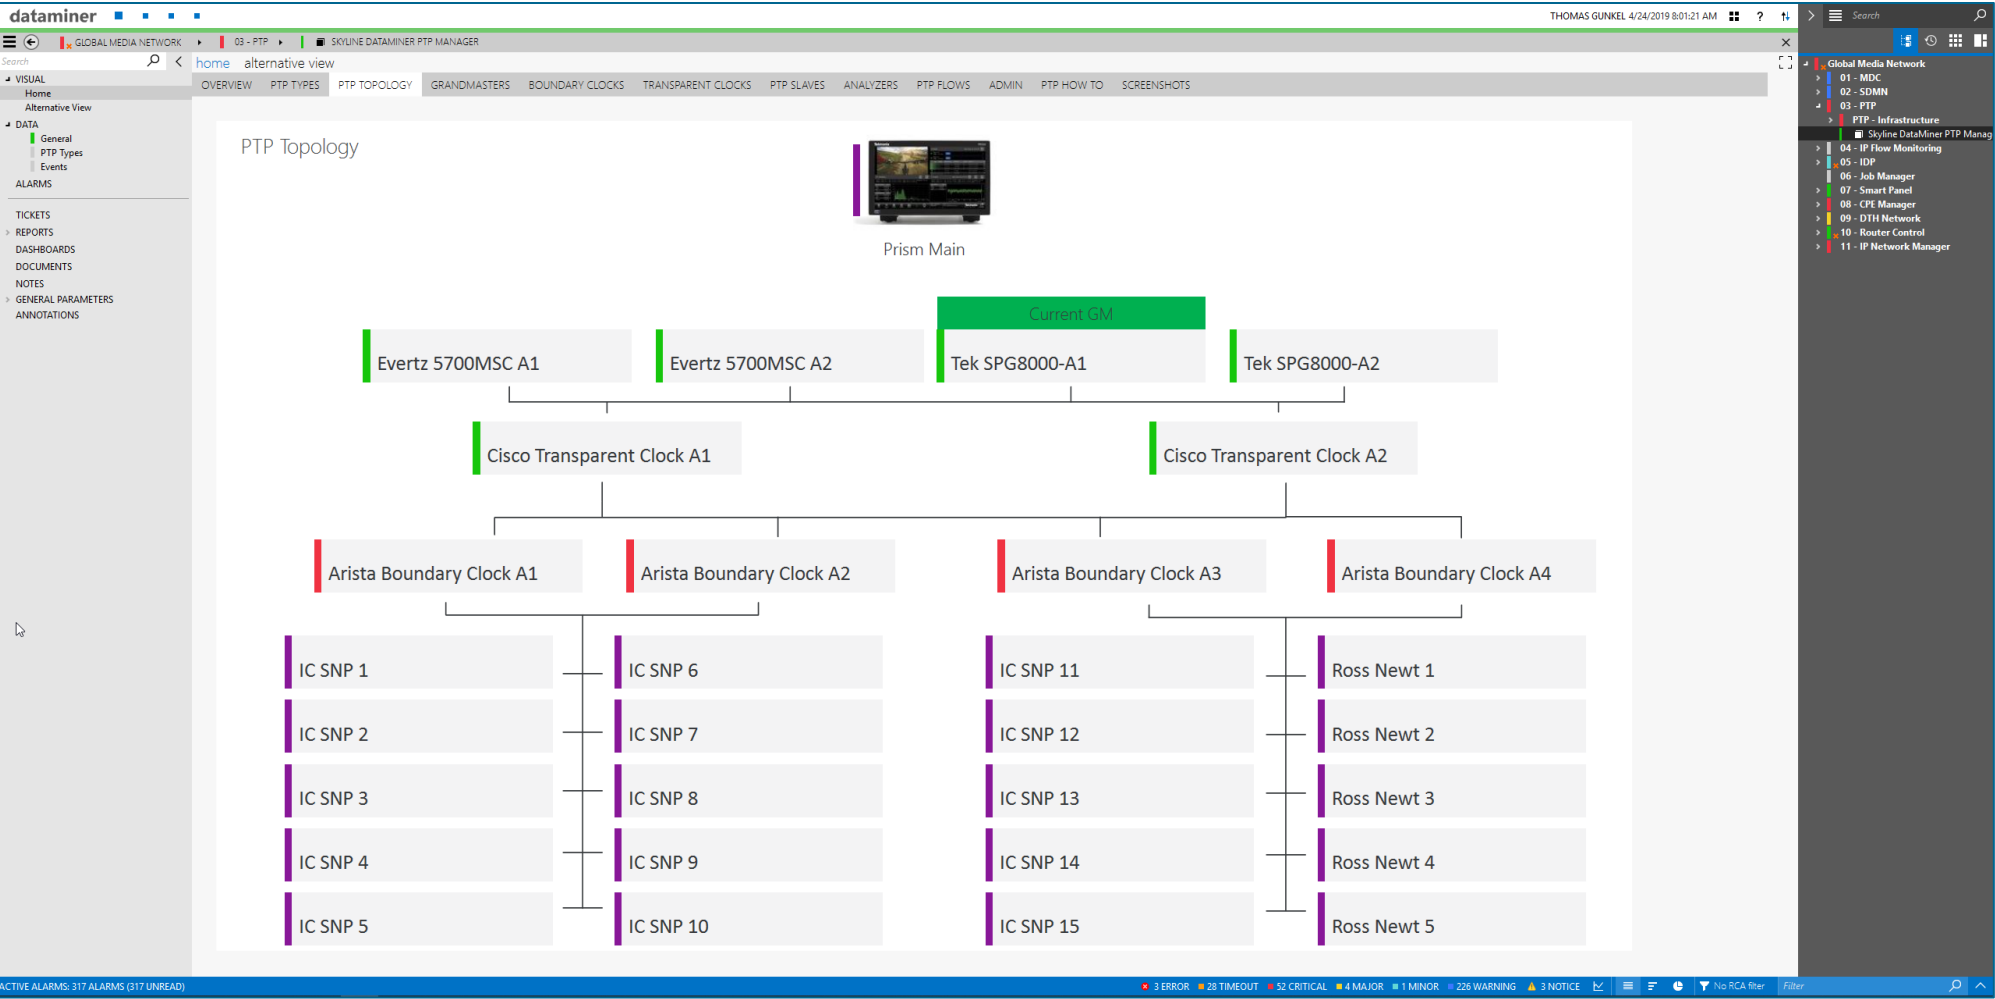 dataminer
THOMAS GUNKEL 4/24/2019 8:01:21 AM
?
Search
GLOBAL MEDIA NETWORK
03 - PTP
SKYLINE DATAMINER PTP MANAGER
Search
home alternative view
VISUAL
Home
Alternative View
DATA
General
PTP Types
Events
ALARMS
TICKETS
REPORTS
DASHBOARDS
DOCUMENTS
NOTES
GENERAL PARAMETERS
ANNOTATIONS
OVERVIEW PTP TYPES PTP TOPOLOGY GRANDMASTERS BOUNDARY CLOCKS TRANSPARENT CLOCKS PTP SLAVES ANALYZERS PTP FLOWS ADMIN PTP HOW TO SCREENSHOTS
PTP Topology
Prism Main
Current GM
Evertz 5700MSC A1
Evertz 5700MSC A2
Tek SPG8000-A1
Tek SPG8000-A2
Cisco Transparent Clock A1
Cisco Transparent Clock A2
Arista Boundary Clock A1
Arista Boundary Clock A2
Arista Boundary Clock A3
Arista Boundary Clock A4
IC SNP 1
IC SNP 6
IC SNP 11
Ross Newt 1
IC SNP 2
IC SNP 7
IC SNP 12
Ross Newt 2
IC SNP 3
IC SNP 8
IC SNP 13
Ross Newt 3
IC SNP 4
IC SNP 9
IC SNP 14
Ross Newt 4
IC SNP 5
IC SNP 10
IC SNP 15
Ross Newt 5
Global Media Network
01 - MDC
02 - SDMN
03 - PTP
PTP - Infrastructure
Skyline DataMiner PTP Manag
04 - IP Flow Monitoring
05 - IDP
06 - Job Manager
07 - Smart Panel
08 - CPE Manager
09 - DTH Network
10 - Router Control
11 - IP Network Manager
ACTIVE ALARMS: 317 ALARMS (317 UNREAD)
3 ERROR 28 TIMEOUT 52 CRITICAL 4 MAJOR 1 MINOR 226 WARNING 3 NOTICE
No RCA filter
Filter